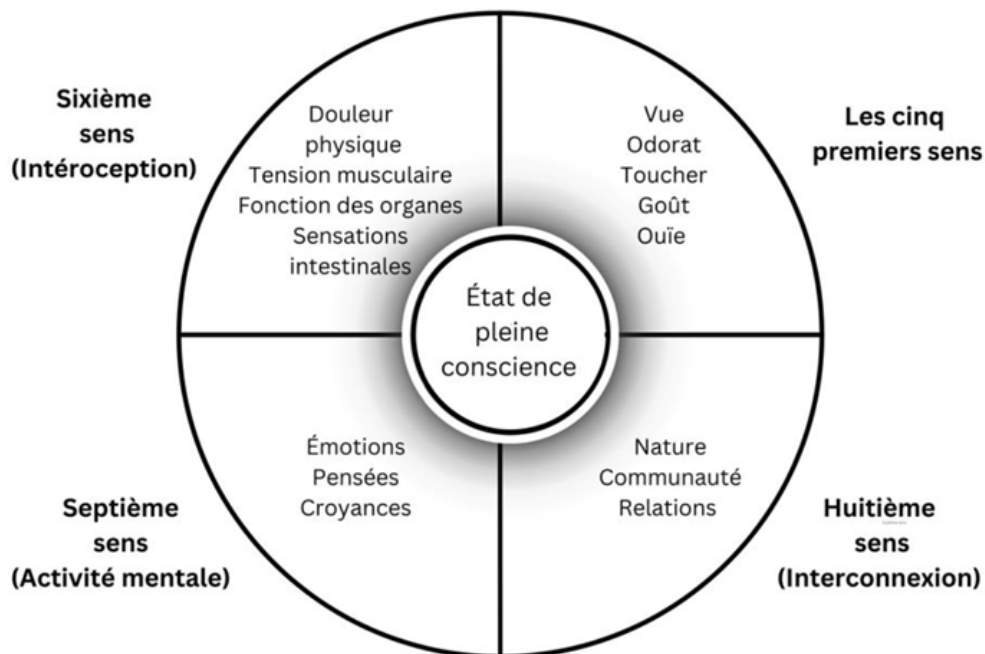 Sixième
sens
(Intéroception)
Douleur
physique
Tension musculaire
Fonction des organes
Sensations
intestinales
Vue
Odorat
Toucher
Goût
Ouïe
Les cinq
premiers sens
État de
pleine
conscience
Septième
sens
(Activité mentale)
Émotions
Pensées
Croyances
Nature
Communauté
Relations
Huitième
sens
(Interconnexion)